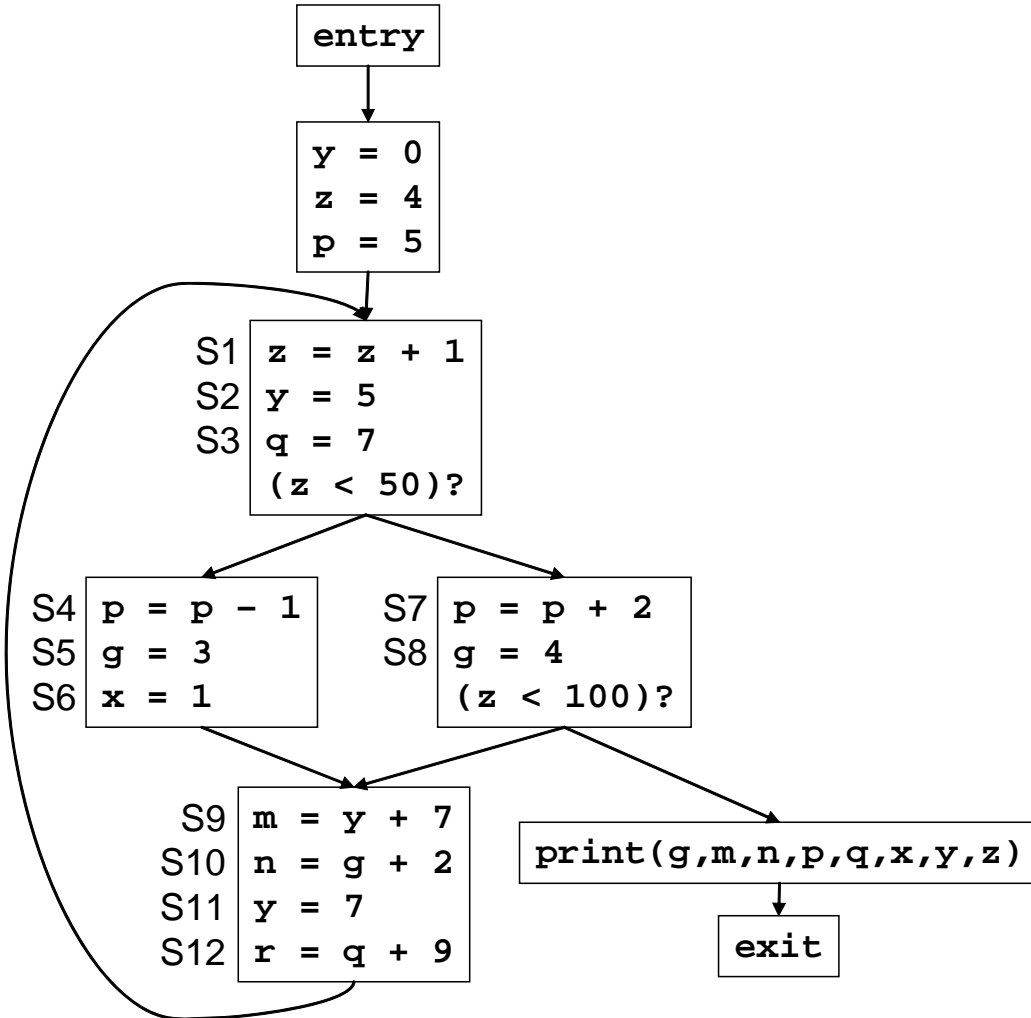 entry
y = 0
z = 4
p = 5
S1 z = z + 1
S2 y = 5
S3 q = 7
(z < 50)?
S4 p = p – 1
S5 g = 3
S6 x = 1
S7 p = p + 2
S8 g = 4
(z < 100)?
S9 m = y + 7
S10 n = g + 2
S11 y = 7
S12 r = q + 9
print(g,m,n,p,q,x,y,z)
exit